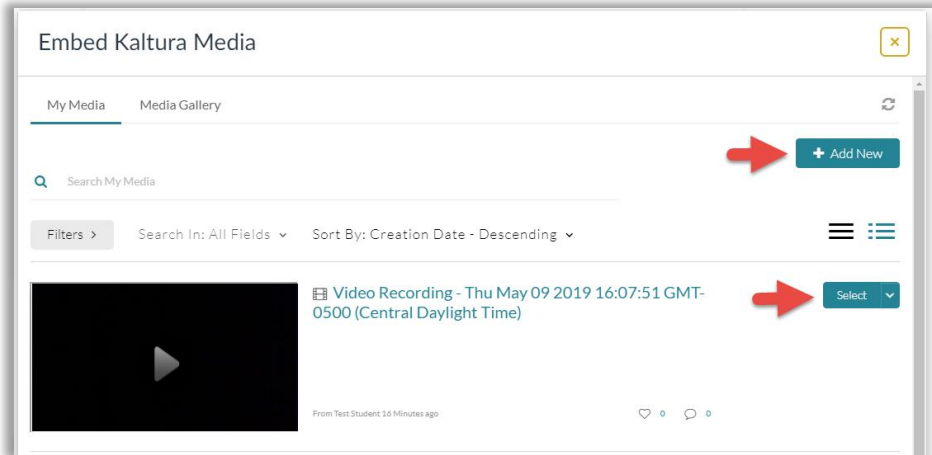 Embed Kaltura Media
My Media Media Gallery
+ Add New
Search My Media
Filters > Search In: All Fields Sort By: Creation Date - Descending
Video Recording - Thu May 09 2019 16:07:51 GMT-
0500 (Central Daylight Time)
Select
From Test Student 16 Minutes ago 0 0